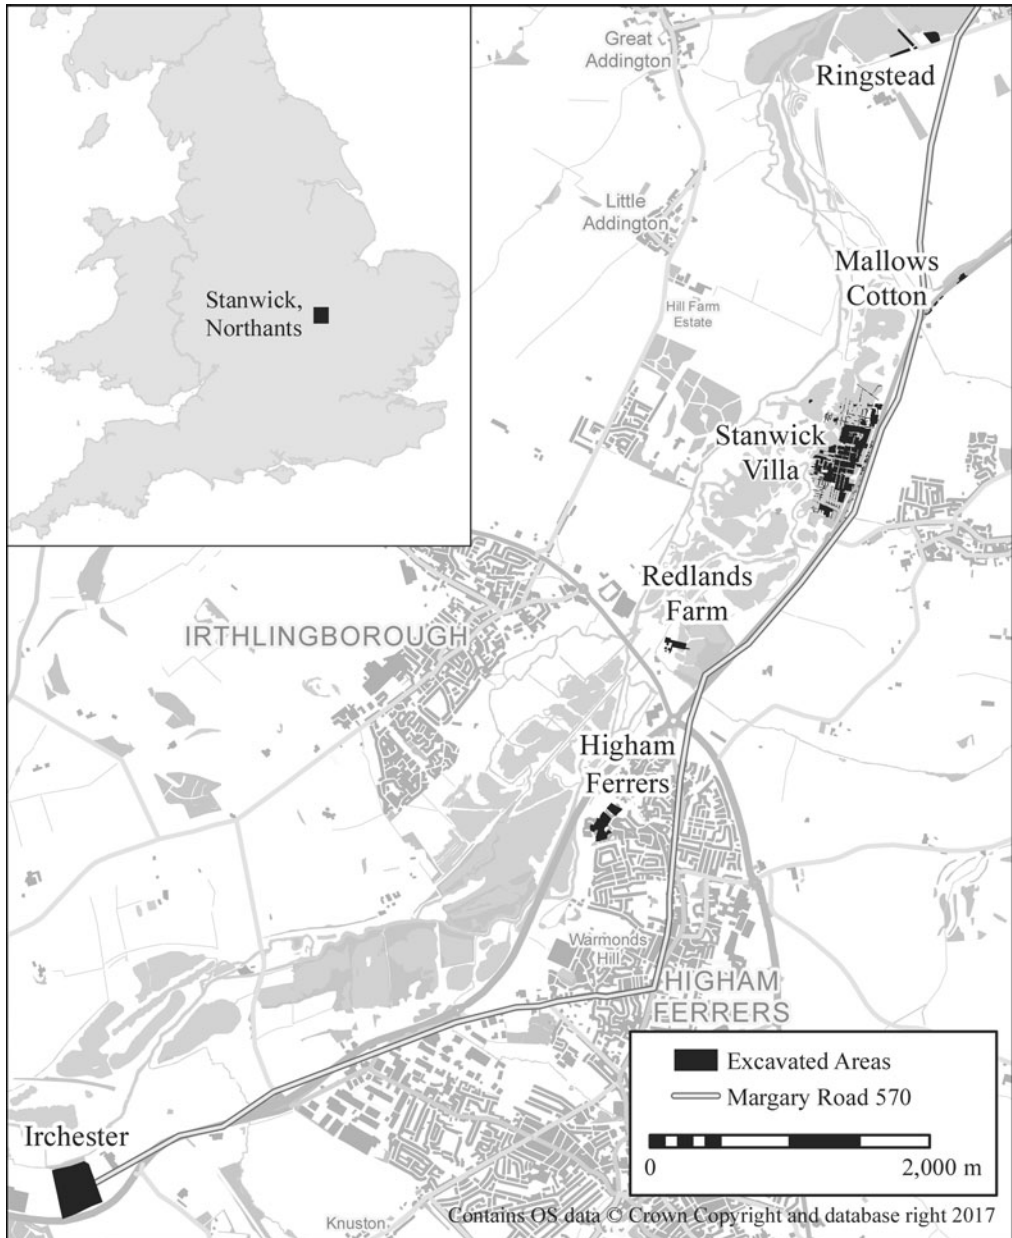 Great
Addington
Ringstead
Little
Addington
Mallows
Cotton
Stanwick,
Northants
Hill Farm
Estate
Stanwick
Villa
Redlands
Farm
IRTHLINGBOROUGH
Higham
Ferrers
Warmonds
Hill
HIGHAM
FERRERS
Excavated Areas
Margary Road 570
0
2,000 m
Irchester
Knuston
Contains OS data © Crown Copyright and database right 2017